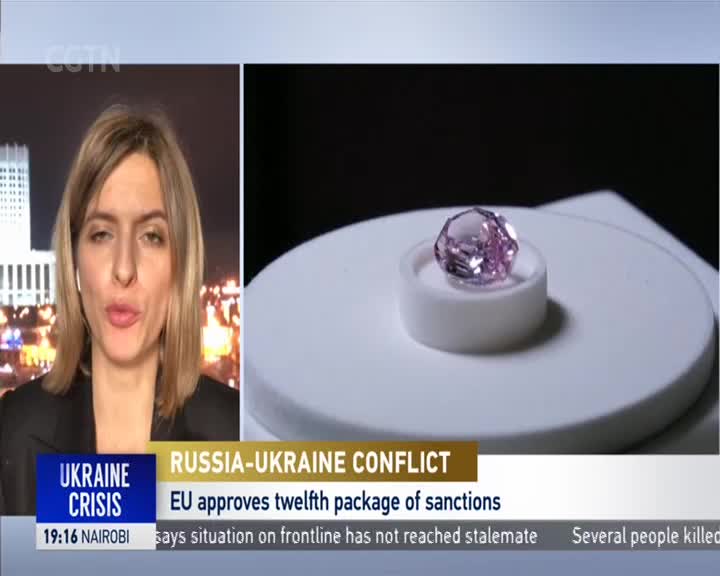 CGTN
RUSSIA-UKRAINE CONFLICT
UKRAINE
CRISIS
EU approves twelfth package of sanctions
19:16 NAIROBI
says situation on frontline has not reached stalemate
Several people killed